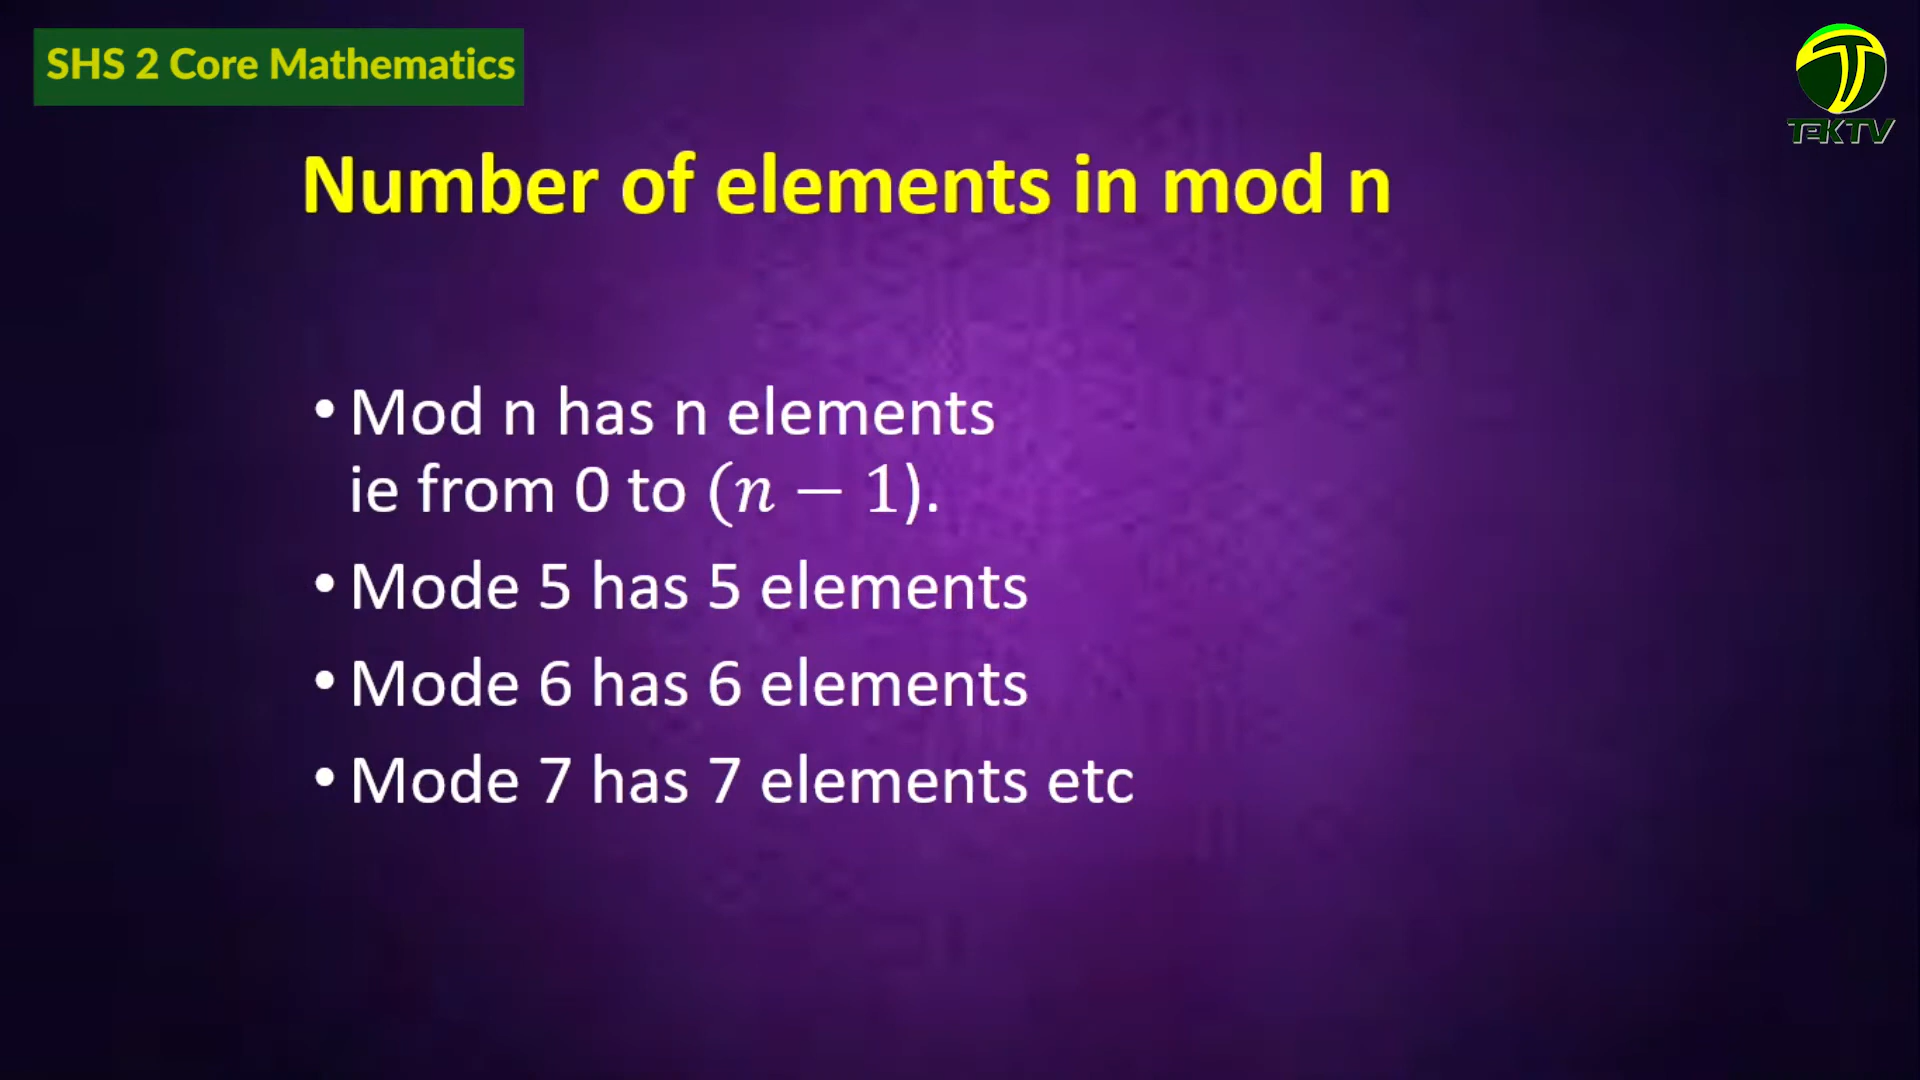 SHS 2 Core Mathematics
TEKTV
Number of elements in mod n
• Mod n has n elements
ie from 0 to (n − 1).
• Mode 5 has 5 elements
• Mode 6 has 6 elements
• Mode 7 has 7 elements etc